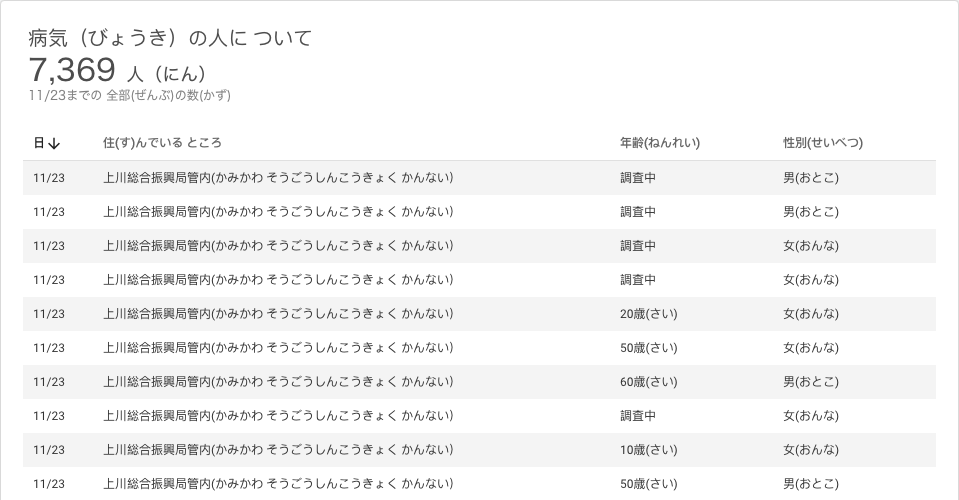 病気（びょうき）の人に ついて
7,369 人（にん）
11/23までの 全部(ぜんぶ)の数(かず)
日↓ 住(す)んでいる ところ 年齢(ねんれい) 性別(せいべつ)
11/23 上川総合振興局管内(かみかわ そうごうしんこうきょく かんない) 調査中 男(おとこ)
11/23 上川総合振興局管内(かみかわ そうごうしんこうきょく かんない) 調査中 男(おとこ)
11/23 上川総合振興局管内(かみかわ そうごうしんこうきょく かんない) 調査中 女(おんな)
11/23 上川総合振興局管内(かみかわ そうごうしんこうきょく かんない) 調査中 女(おんな)
11/23 上川総合振興局管内(かみかわ そうごうしんこうきょく かんない) 20歳(さい) 女(おんな)
11/23 上川総合振興局管内(かみかわ そうごうしんこうきょく かんない) 50歳(さい) 女(おんな)
11/23 上川総合振興局管内(かみかわ そうごうしんこうきょく かんない) 60歳(さい) 男(おとこ)
11/23 上川総合振興局管内(かみかわ そうごうしんこうきょく かんない) 調査中 女(おんな)
11/23 上川総合振興局管内(かみかわ そうごうしんこうきょく かんない) 10歳(さい) 女(おんな)
11/23 上川総合振興局管内(かみかわ そうごうしんこうきょく かんない) 50歳(さい) 男(おとこ)